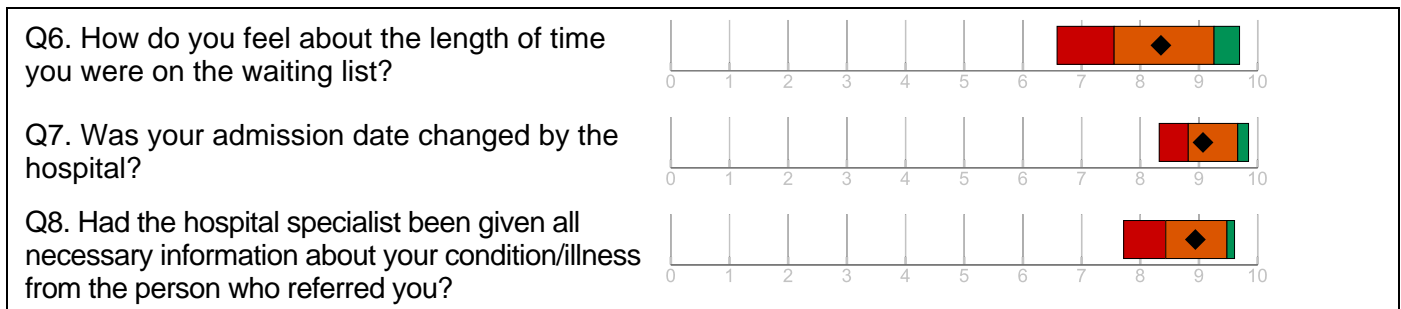 Q6. How do you feel about the length of time
you were on the waiting list?
0 1 2 3 4 5 6 7 8 9 10
Q7. Was your admission date changed by the
hospital?
0 1 2 3 4 5 6 7 8 9 10
Q8. Had the hospital specialist been given all
necessary information about your condition/illness
from the person who referred you?
0 1 2 3 4 5 6 7 8 9 10